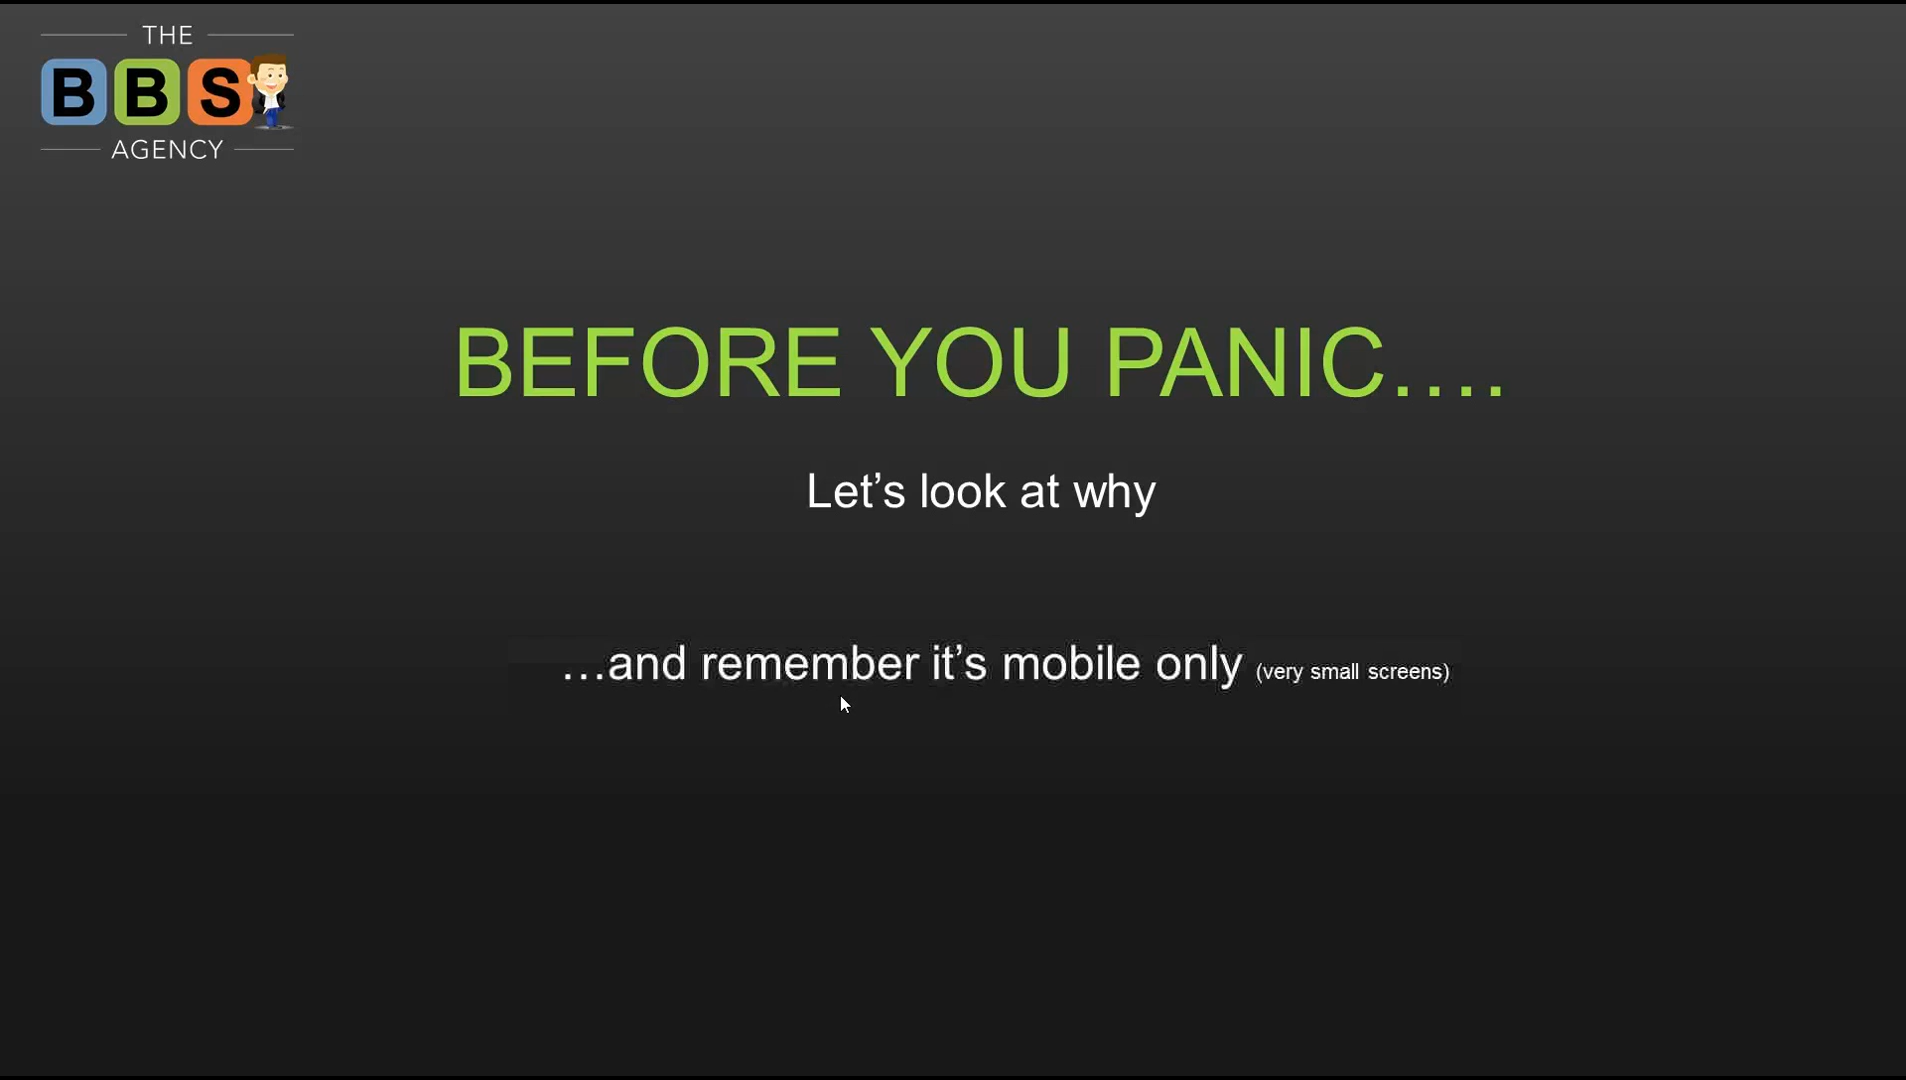 THE
BBS
AGENCY
BEFORE YOU PANIC....
Let’s look at why
…and remember it’s mobile only (very small screens)